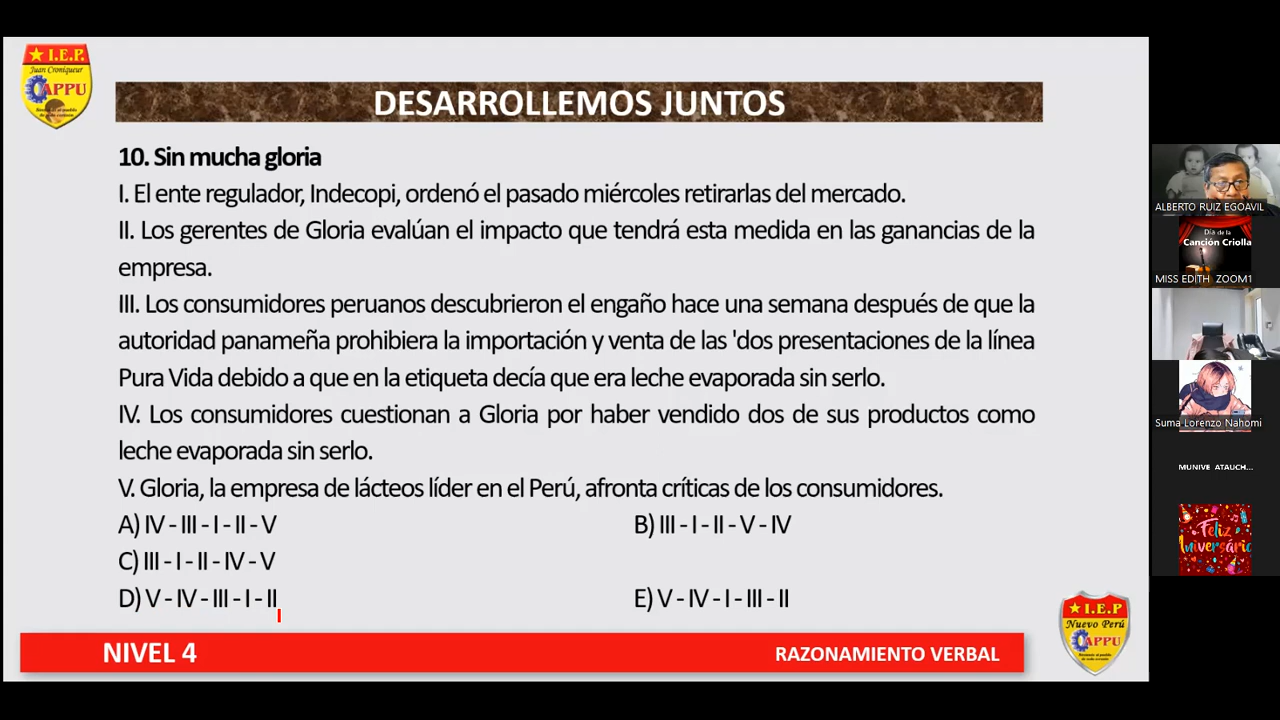 ★ I.E.P.
Juan Croniqueur
APPU
DESARROLLEMOS JUNTOS
10. Sin mucha gloria
I. El ente regulador, Indecopi, ordenó el pasado miércoles retirarlas del mercado.
II. Los gerentes de Gloria evalúan el impacto que tendrá esta medida en las ganancias de la
empresa.
III. Los consumidores peruanos descubrieron el engaño hace una semana después de que la
autoridad panameña prohibiera la importación y venta de las 'dos presentaciones de la línea
Pura Vida debido a que en la etiqueta decía que era leche evaporada sin serlo.
IV. Los consumidores cuestionan a Gloria por haber vendido dos de sus productos como
leche evaporada sin serlo.
V. Gloria, la empresa de lácteos líder en el Perú, afronta críticas de los consumidores.
A) IV - III - I - II - V
B) III - I - II - V - IV
C) III - I - II - IV - V
D) V - IV - III - I - II
E) V - IV - I - III - II
NIVEL 4
RAZONAMIENTO VERBAL
★ I.E.P
Nuevo Perú
CAPPU
ALBERTO RUIZ EGOAVIL
Día de la
Canción Criolla
MISS EDITH ZOOM1
Suma Lorenzo Nahomi
MUNIVE ATAUCH...
Feliz
Aniversário